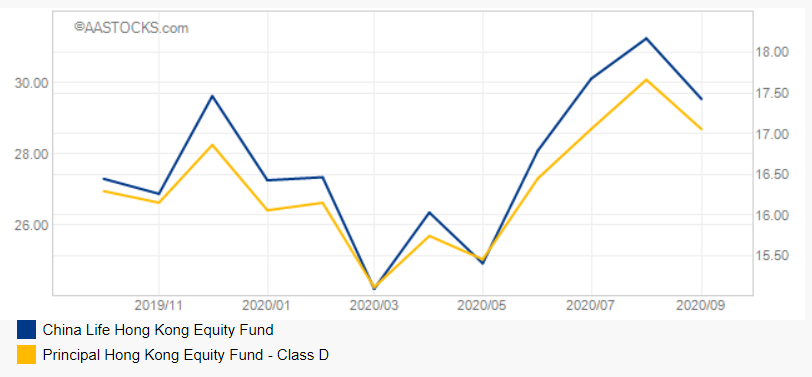 ©AASTOCKS.com
18.00
30.00
17.50
17.00
28.00
16.50
16.00
26.00
15.50
2019/11 2020/01 2020/03 2020/05 2020/07 2020/09
China Life Hong Kong Equity Fund
Principal Hong Kong Equity Fund - Class D